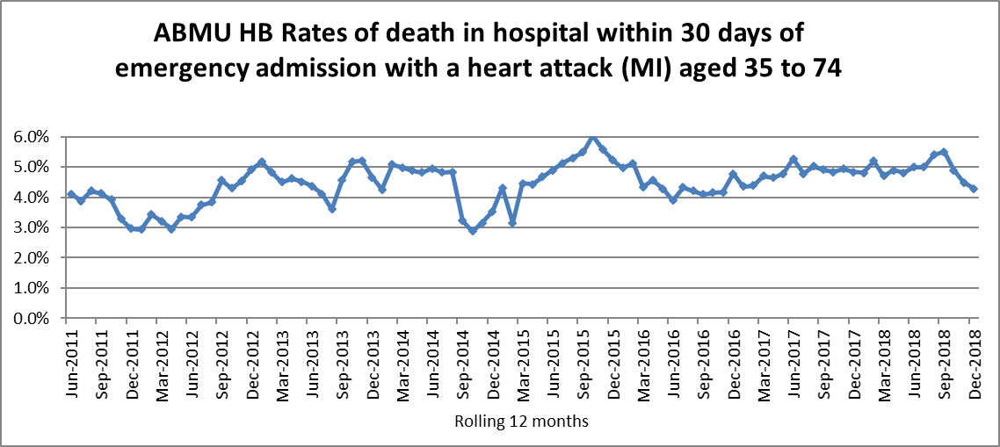 ABMU HB Rates of death in hospital within 30 days of
emergency admission with a heart attack (MI) aged 35 to 74
6.0%
5.0%
4.0%
3.0%
2.0%
1.0%
0.0%
Jun-2011
Sep-2011
Dec-2011
Mar-2012
Jun-2012
Sep-2012
Dec-2012
Mar-2013
Jun-2013
Sep-2013
Dec-2013
Mar-2014
Jun-2014
Sep-2014
Dec-2014
Mar-2015
Jun-2015
Sep-2015
Dec-2015
Mar-2016
Jun-2016
Sep-2016
Dec-2016
Mar-2017
Jun-2017
Sep-2017
Dec-2017
Mar-2018
Jun-2018
Sep-2018
Dec-2018
Rolling 12 months